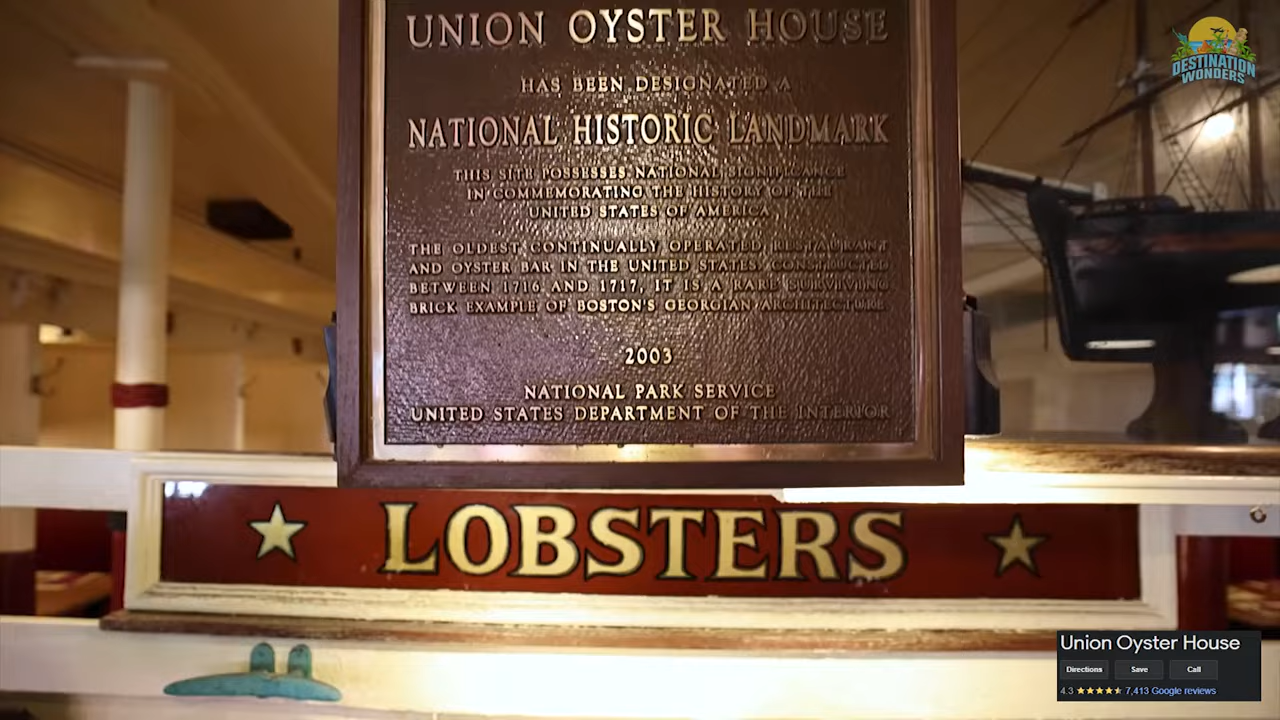 UNION OYSTER HOUSE
HAS BEEN DESIGNATED A
NATIONAL HISTORIC LANDMARK
THIS SITE POSSESSES NATIONAL SIGNIFICANCE
IN COMMEMORATING THE HISTORY OF THE
UNITED STATES OF AMERICA
THE OLDEST CONTINUALLY OPERATED RESTAURANT
AND OYSTER BAR IN THE UNITED STATES, CONSTRUCTED
BETWEEN 1716 AND 1717, IT IS A RARE SURVIVING
BRICK EXAMPLE OF BOSTON'S GEORGIAN ARCHITECTURE
2003
NATIONAL PARK SERVICE
UNITED STATES DEPARTMENT OF THE INTERIOR
LOBSTERS
DESTINATION
WONDERS
Union Oyster House
Directions Save Call
4.3 7,413 Google reviews